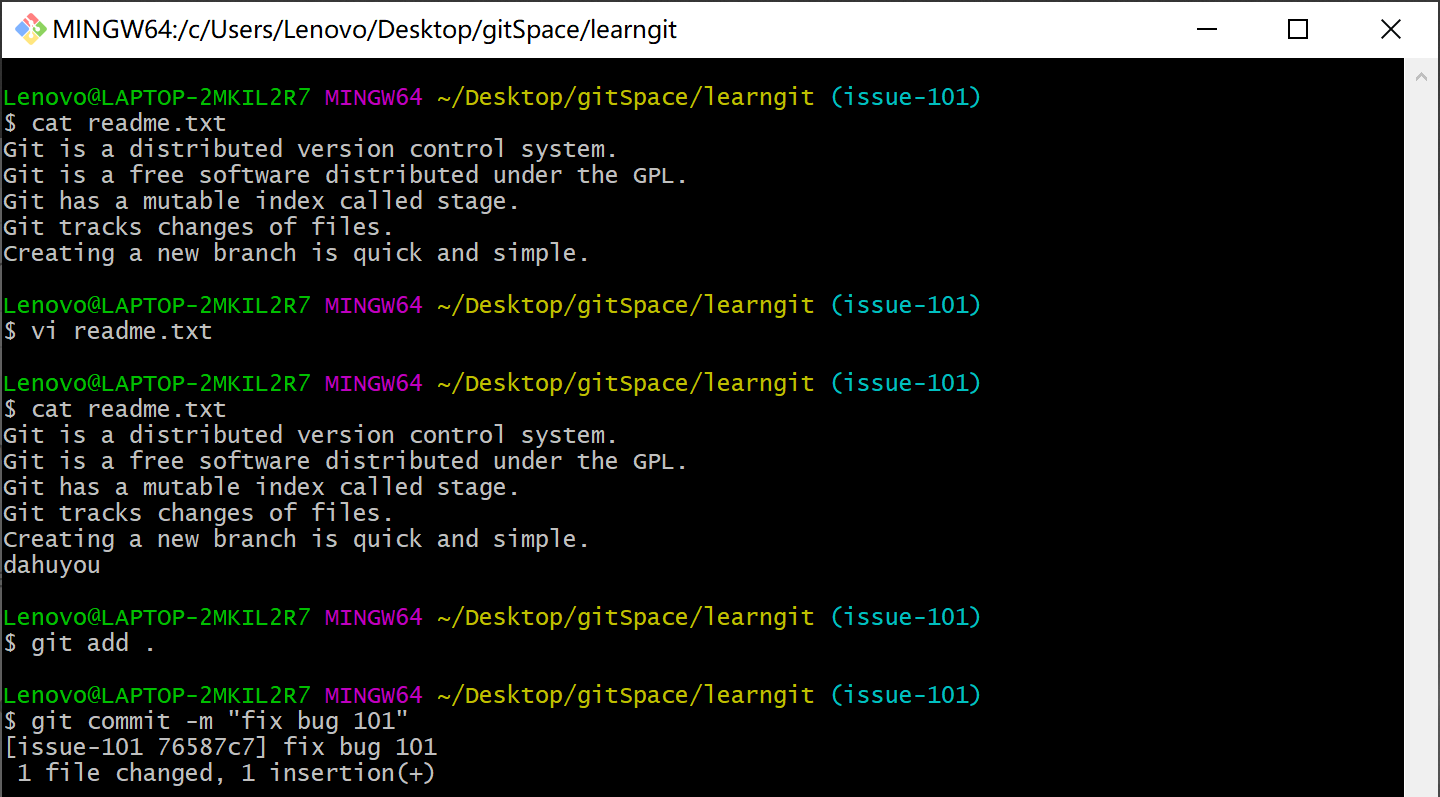 MINGW64:/c/Users/Lenovo/Desktop/gitSpace/learngit
Lenovo@LAPTOP-2MKIL2R7 MINGW64 ~/Desktop/gitSpace/learngit (issue-101)
$ cat readme.txt
Git is a distributed version control system.
Git is a free software distributed under the GPL.
Git has a mutable index called stage.
Git tracks changes of files.
Creating a new branch is quick and simple.
Lenovo@LAPTOP-2MKIL2R7 MINGW64 ~/Desktop/gitSpace/learngit (issue-101)
$ vi readme.txt
Lenovo@LAPTOP-2MKIL2R7 MINGW64 ~/Desktop/gitSpace/learngit (issue-101)
$ cat readme.txt
Git is a distributed version control system.
Git is a free software distributed under the GPL.
Git has a mutable index called stage.
Git tracks changes of files.
Creating a new branch is quick and simple.
dahuyou
Lenovo@LAPTOP-2MKIL2R7 MINGW64 ~/Desktop/gitSpace/learngit (issue-101)
$ git add .
Lenovo@LAPTOP-2MKIL2R7 MINGW64 ~/Desktop/gitSpace/learngit (issue-101)
$ git commit -m "fix bug 101"
[issue-101 76587c7] fix bug 101
 1 file changed, 1 insertion(+)